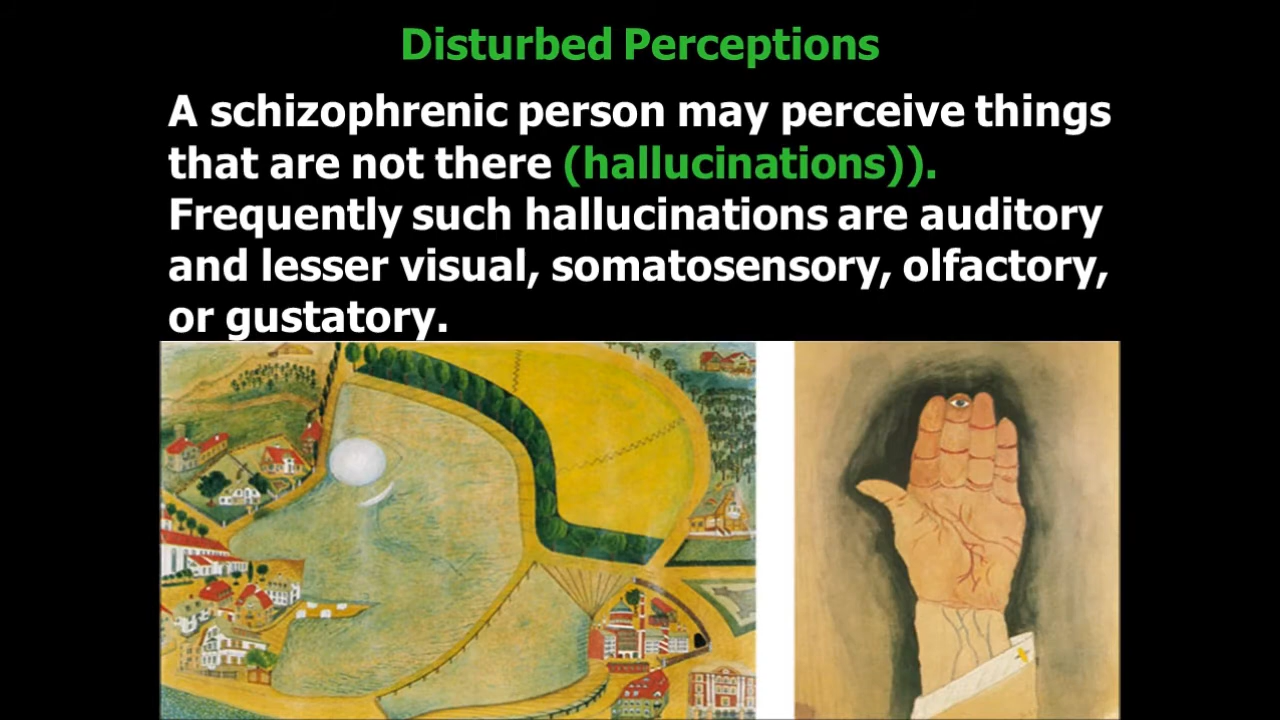 Disturbed Perceptions
A schizophrenic person may perceive things
that are not there (hallucinations)).
Frequently such hallucinations are auditory
and lesser visual, somatosensory, olfactory,
or gustatory.